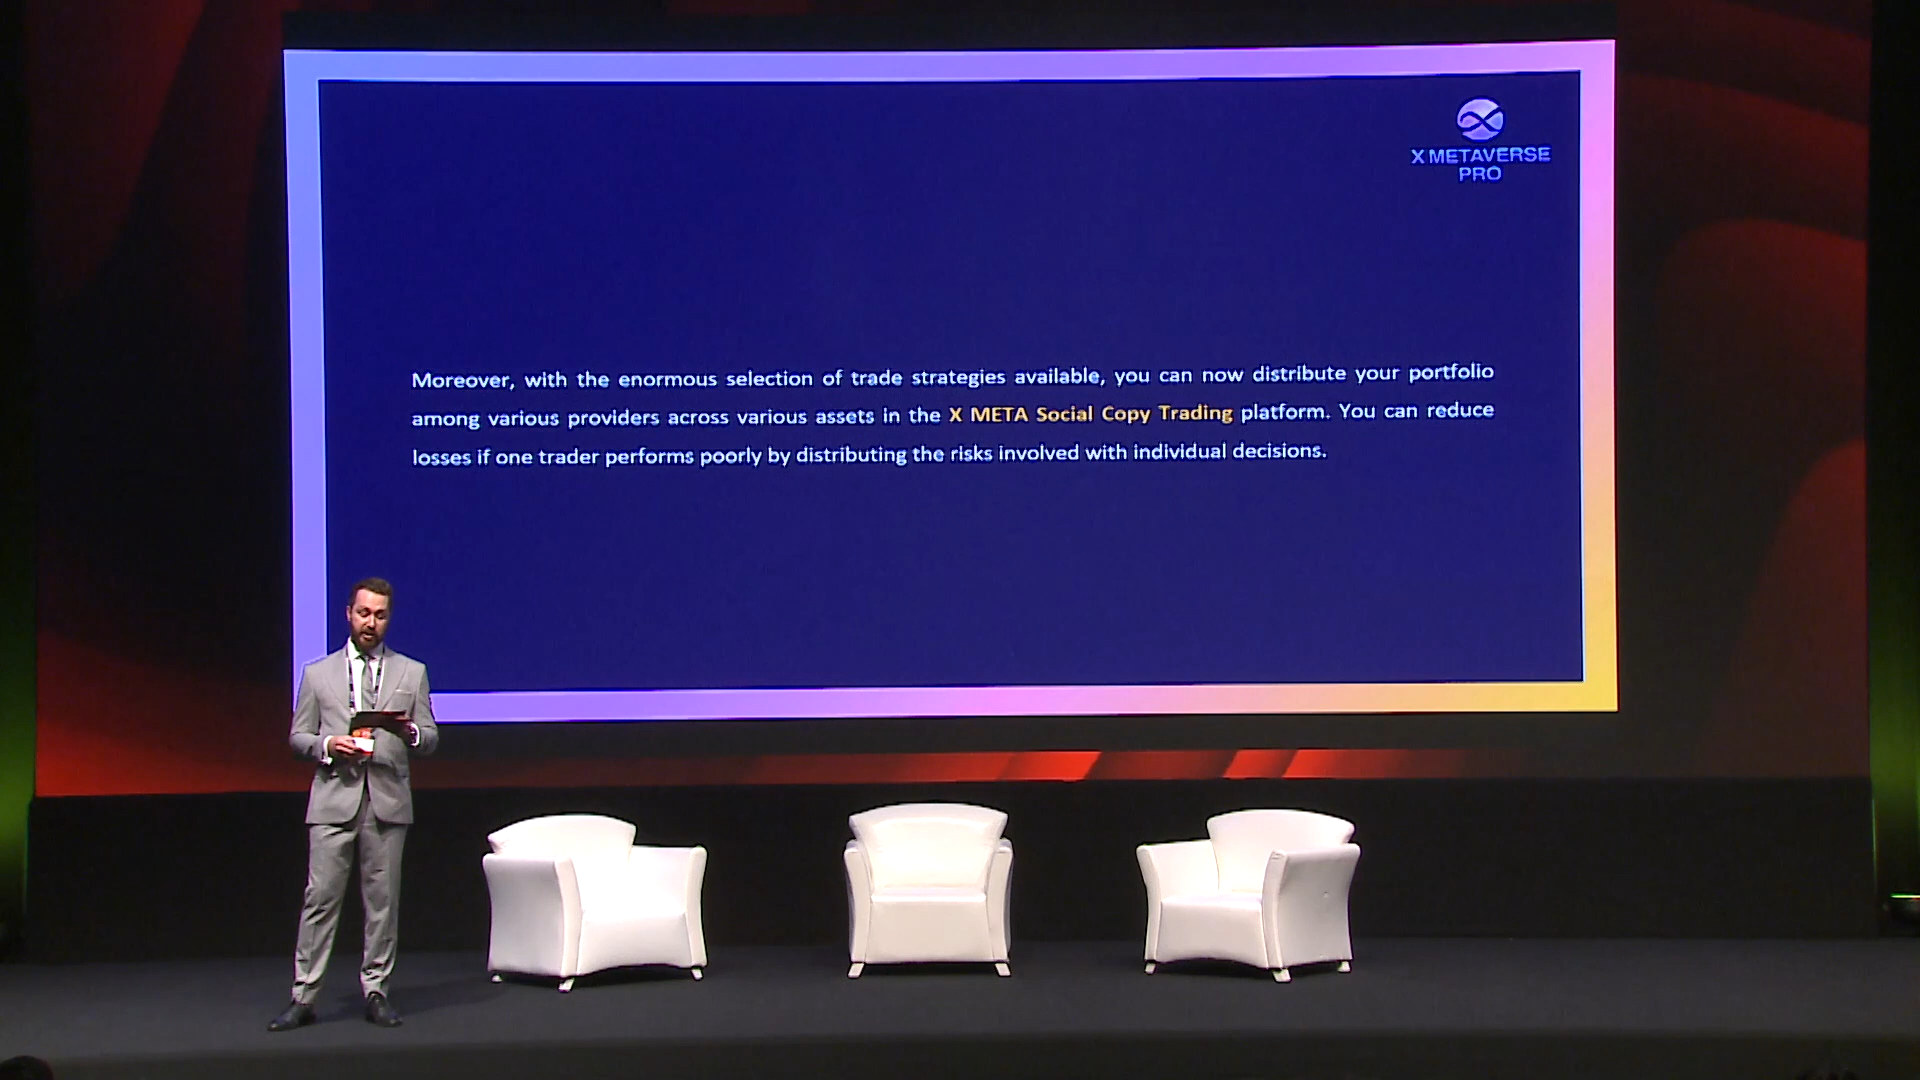 X METAVERSE
PRO
Moreover, with the enormous selection of trade strategies available, you can now distribute your portfolio
among various providers across various assets in the X META Social Copy Trading platform. You can reduce
losses if one trader performs poorly by distributing the risks involved with individual decisions.